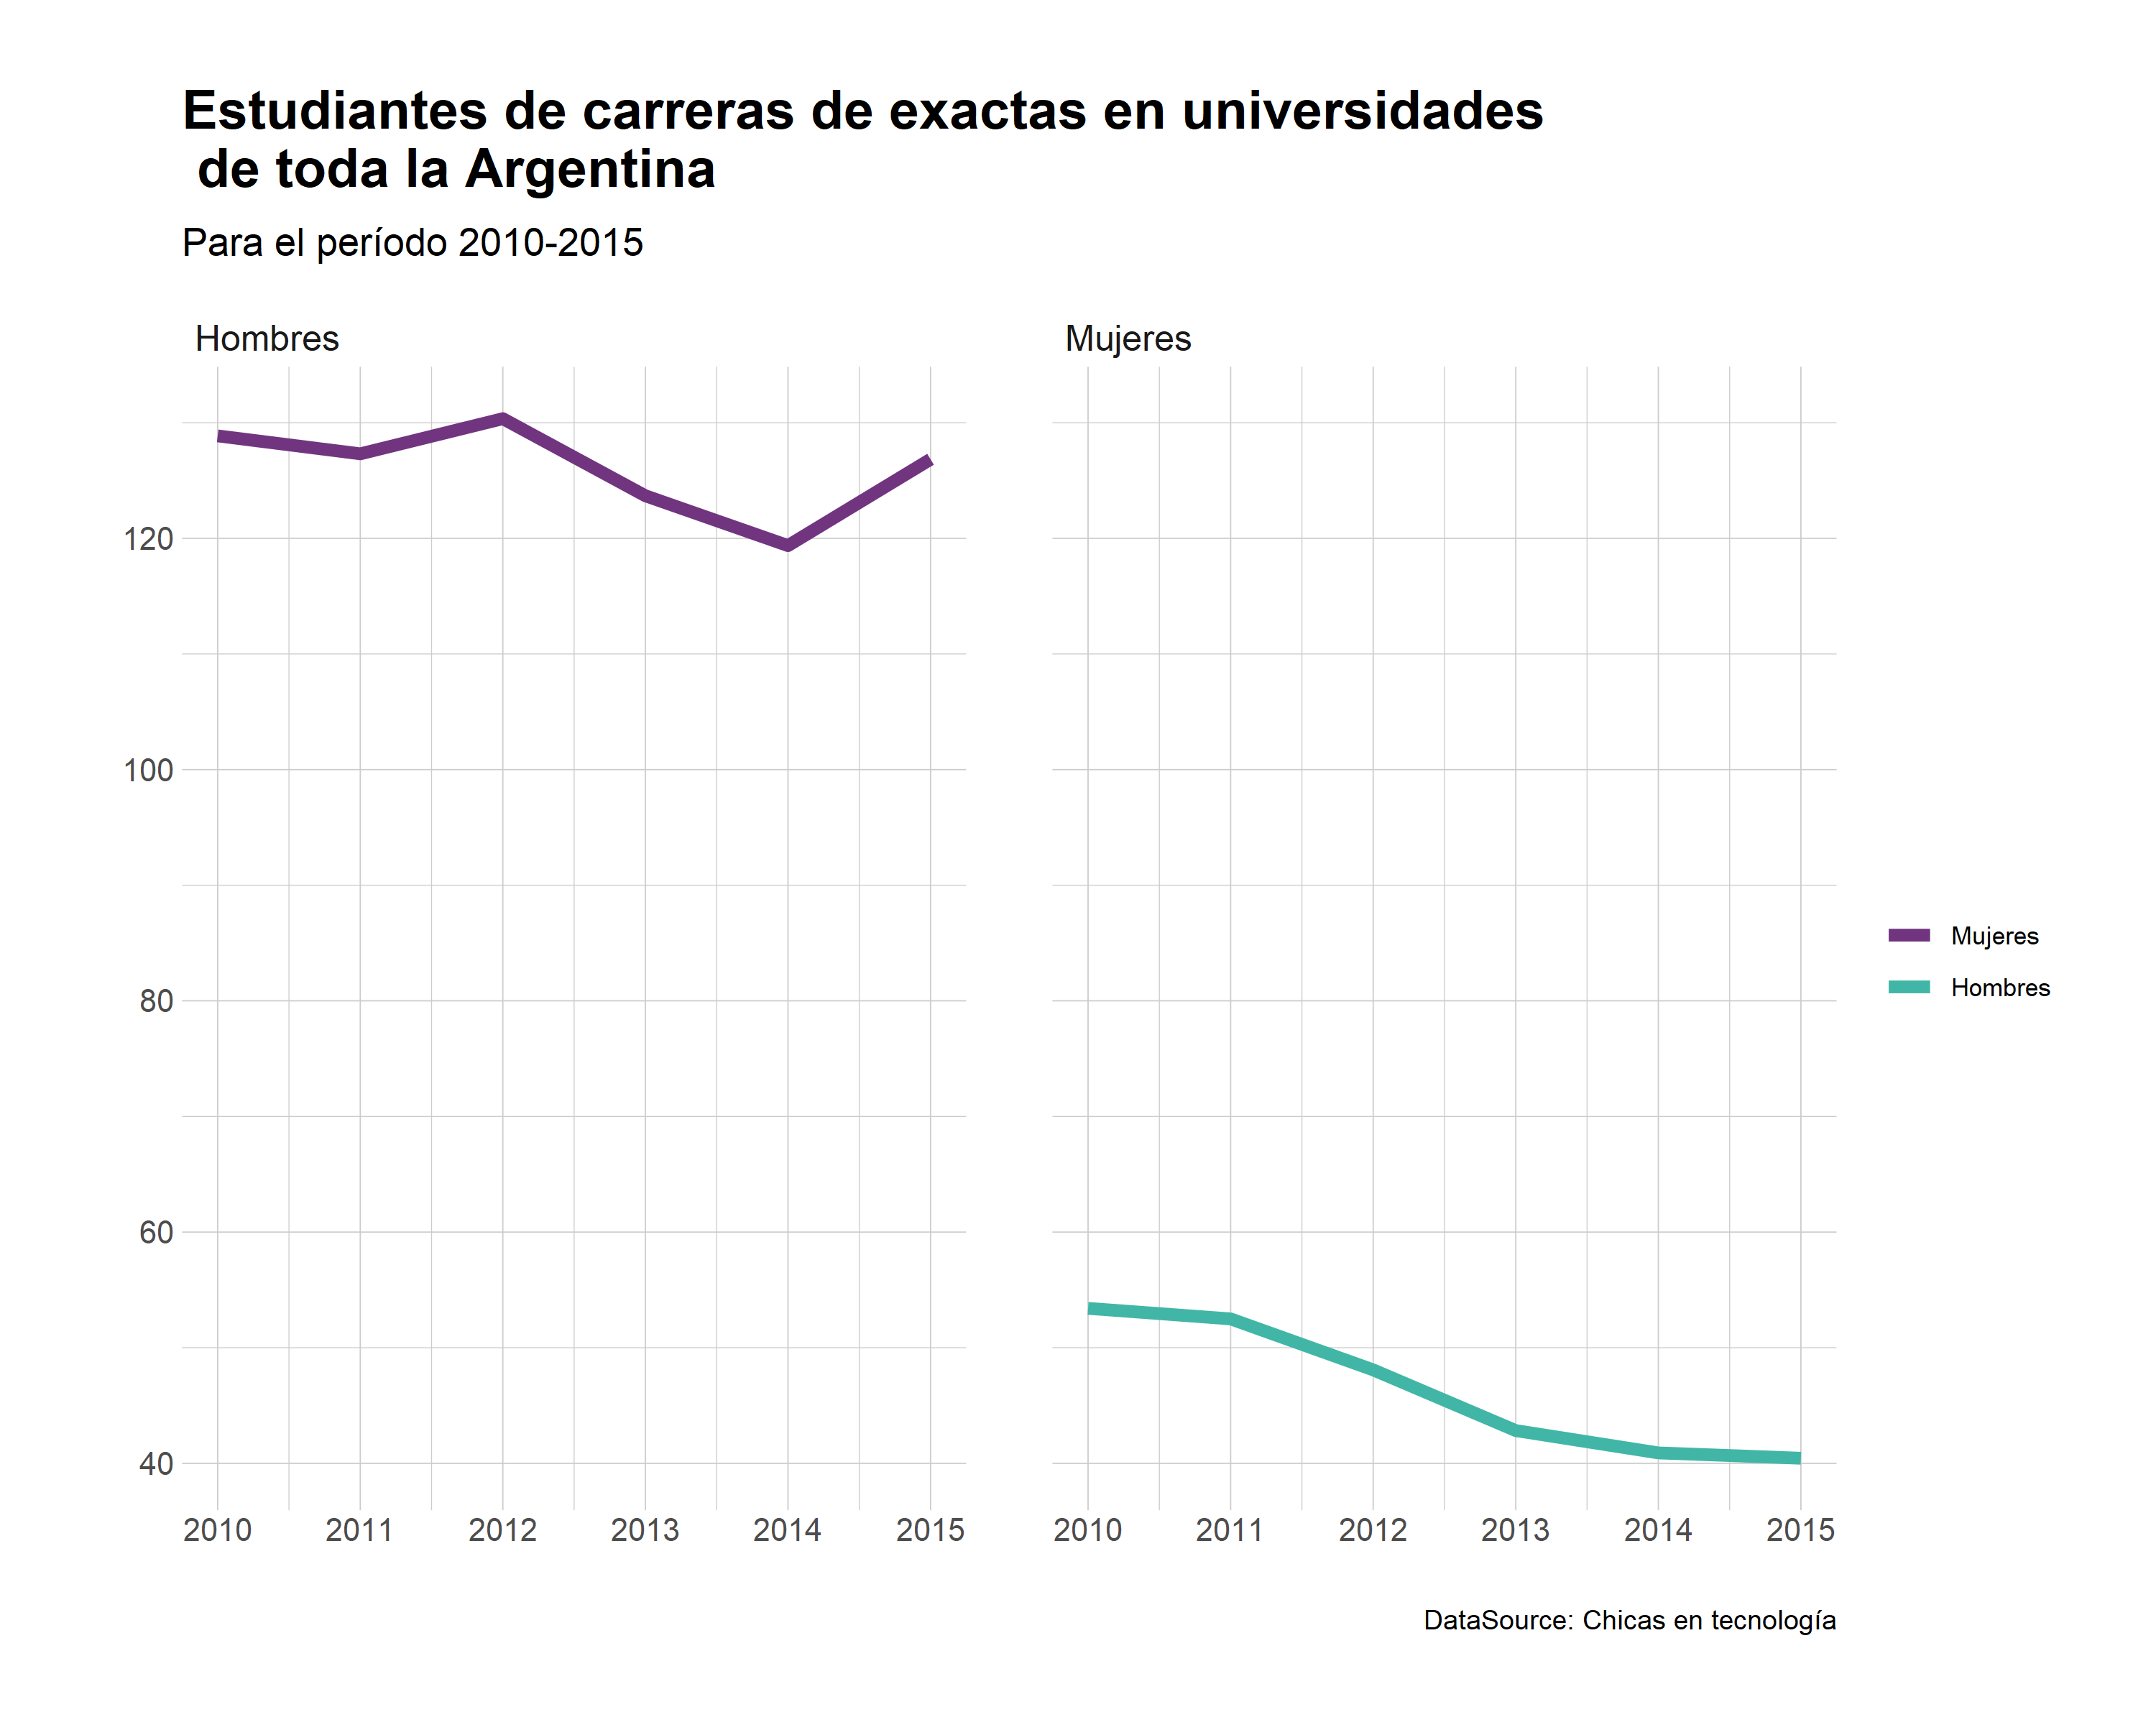 Estudiantes de carreras de exactas en universidades
de toda la Argentina
Para el período 2010-2015
Hombres
Mujeres
120
100
80
60
40
2010 2011 2012 2013 2014 2015
2010 2011 2012 2013 2014 2015
Mujeres
Hombres
DataSource: Chicas en tecnología